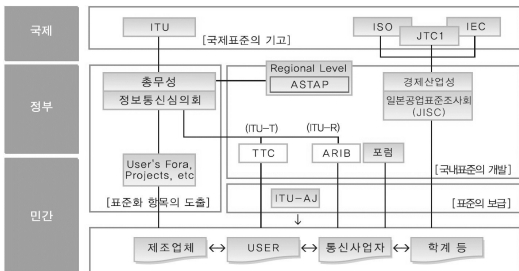 국제
ITU
ISO
JTC1
IEC
[국제표준의 기고]
정부
총무성
정보통신심의회
Regional Level
ASTAP
경제산업성
일본공업표준조사회
(JISC)
(ITU-T)
(ITU-R)
TTC
ARIB
포럼
[국내표준의 개발]
User's Fora,
Projects, etc
[표준화 항목의 도출]
민간
ITU-AJ
[표준의 보급]
제조업체
USER
통신사업자
학계 등